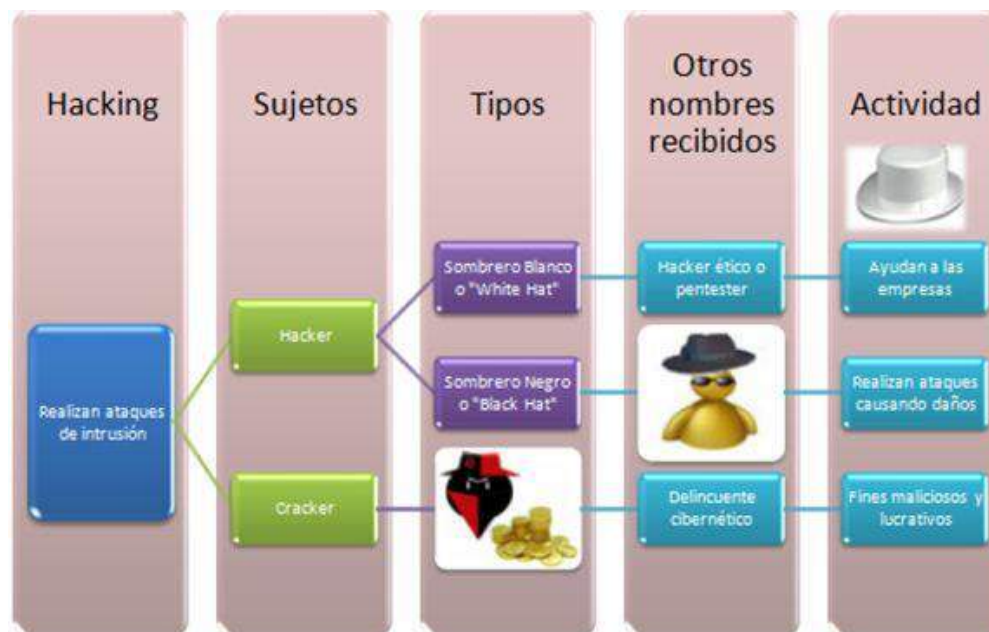 Hacking
Sujetos
Tipos
Otros
nombres
recibidos
Actividad
Realizan ataques
de intrusión
Hacker
Cracker
Sombrero Blanco
o "White Hat"
Sombrero Negro
o "Black Hat"
Hacker ético o
pentester
Delincuente
cibernético
Ayudan a las
empresas
Realizan ataques
causando daños
Fines maliciosos y
lucrativos